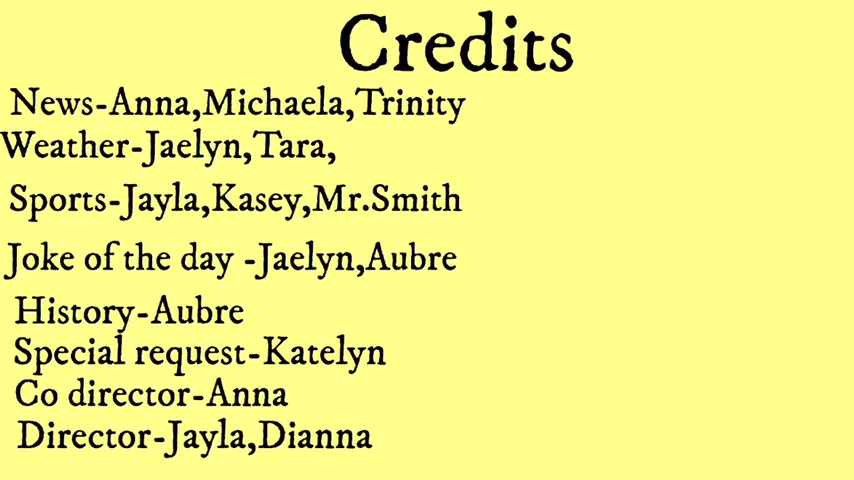 Credits
News-Anna,Michaela,Trinity
Weather-Jaelyn,Tara,
Sports-Jayla,Kasey,Mr.Smith
Joke of the day -Jaelyn,Aubre
History-Aubre
Special request-Katelyn
Co director-Anna
Director-Jayla,Dianna